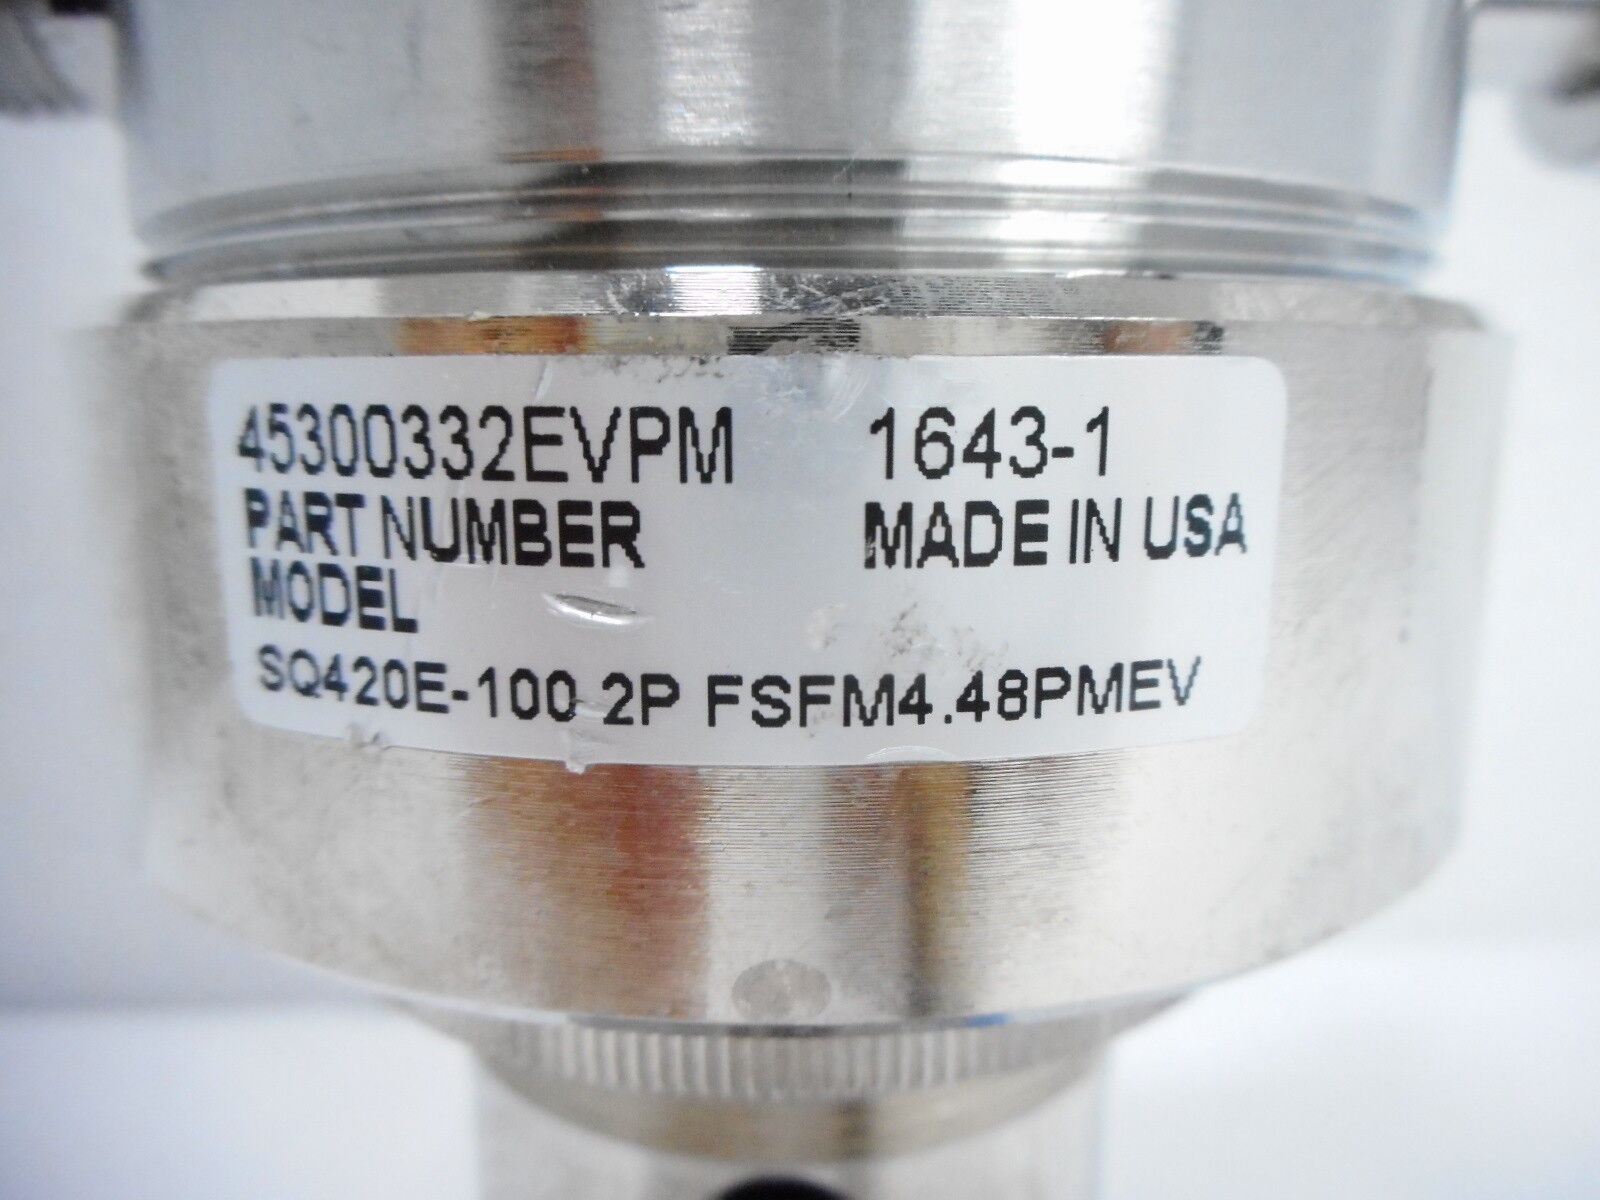 45300332EVPM 1643-1
PART NUMBER MADE IN USA
MODEL
SQ420E-100 2P FSFM4.48PMEV